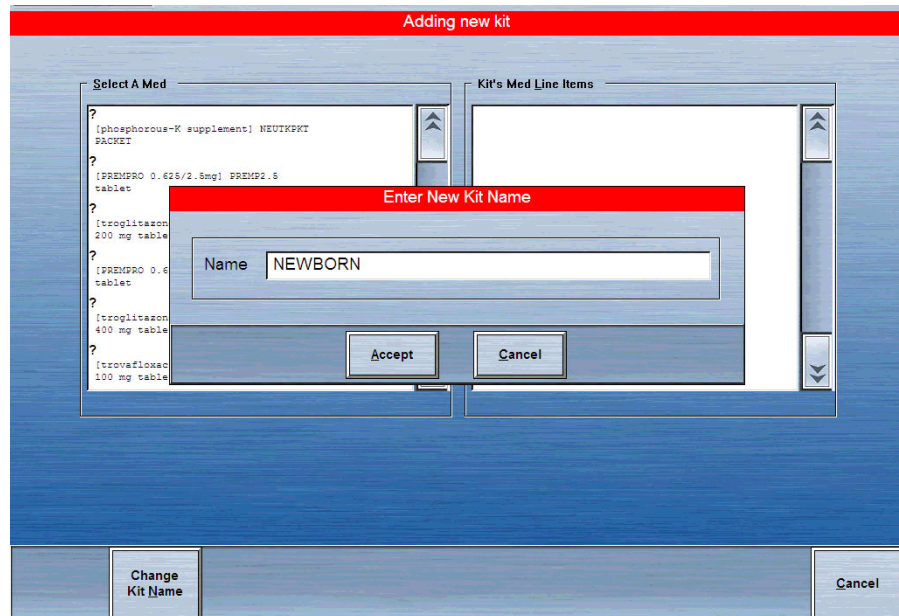 Adding new kit
Select A Med
?
[phosphorous-K supplement] NEUTKPKT
PACKET
?
[PREMPRO 0.625/2.5mg] PREMP2.5
tablet
?
[troglitazon
200 mg table
?
[PREMPRO 0.6
tablet
?
[troglitazon
400 mg table
?
[trovafloxac
100 mg table
Kit's Med Line Items
Enter New Kit Name
Name NEWBORN
Accept Cancel
Change
Kit Name
Cancel